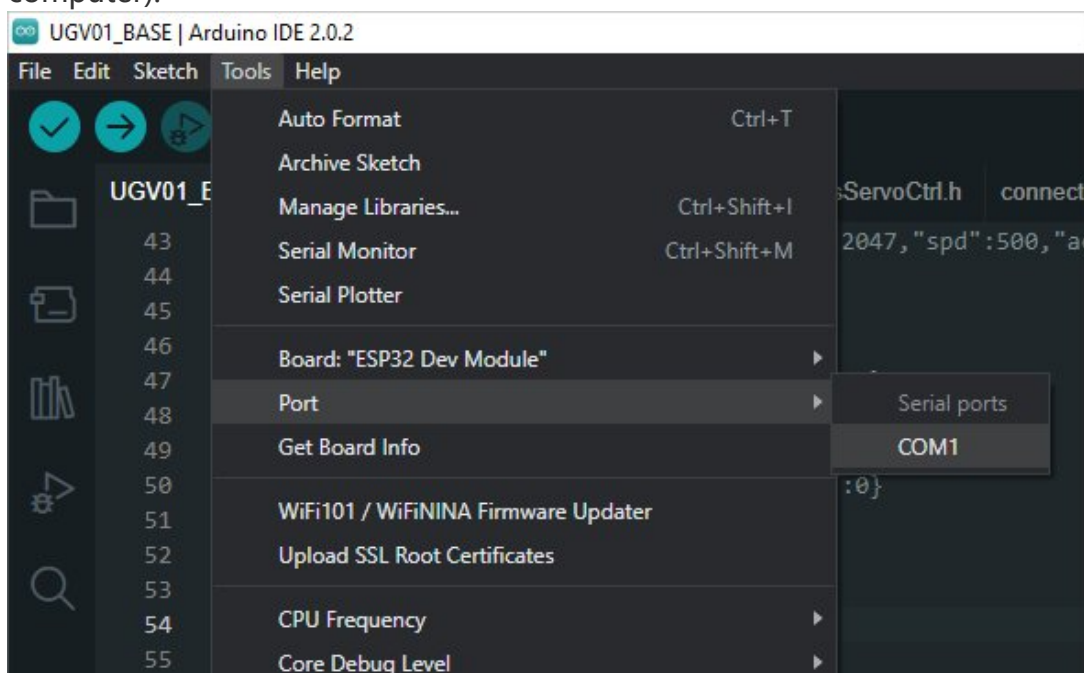 computer).
UGV01_BASE | Arduino IDE 2.0.2
File Edit Sketch Tools Help
Auto Format Ctrl+T
Archive Sketch
UGV01_E sServoCtrl.h connect
Manage Libraries... Ctrl+Shift+I
43 2047,"spd":500,"a
Serial Monitor Ctrl+Shift+M
44
Serial Plotter
45
46
Board: "ESP32 Dev Module"
47
Port Serial ports
48
Get Board Info COM1
49
50 :0}
WiFi101 / WiFiNINA Firmware Updater
51
Upload SSL Root Certificates
52
53
CPU Frequency
54
Core Debug Level
55